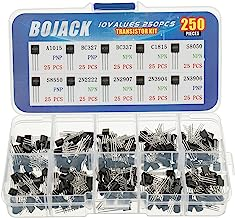 BOJACK
10VALUES 250PCS
TRANSISTOR KIT
250
PIECES
A1015 BC327 BC337 C1815 S8050
PNP PNP NPN NPN NPN
25 PCS 25 PCS 25 PCS 25 PCS 25 PCS
S8550 2N2222 2N2907 2N3904 2N3906
PNP NPN PNP NPN PNP
25 PCS 25 PCS 25 PCS 25 PCS 25 PCS